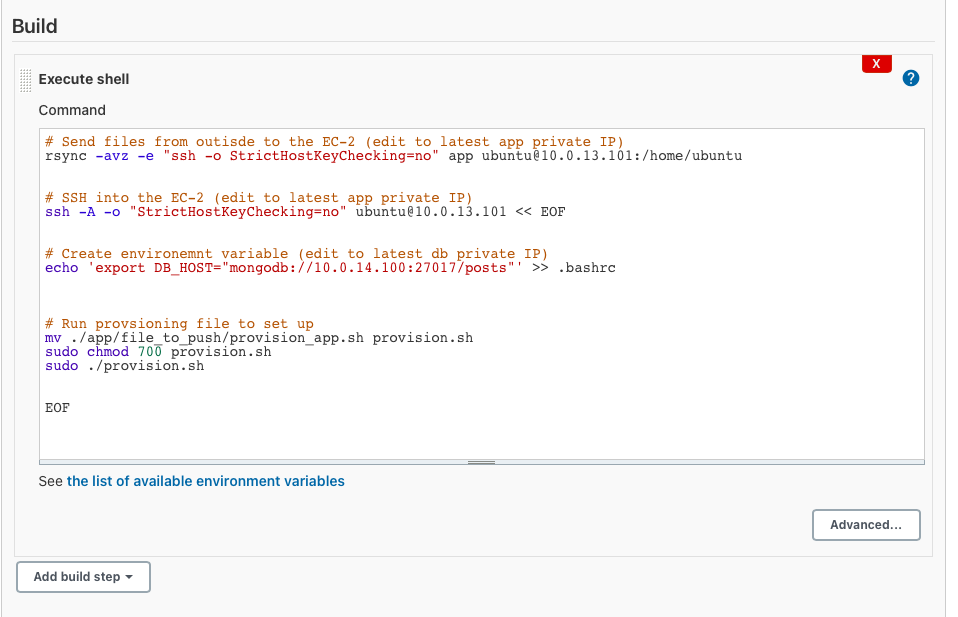 Build
X
Execute shell
?
Command
# Send files from outisde to the EC-2 (edit to latest app private IP)
rsync -avz -e "ssh -o StrictHostKeyChecking=no" app ubuntu@10.0.13.101:/home/ubuntu
# SSH into the EC-2 (edit to latest app private IP)
ssh -A -o "StrictHostKeyChecking=no" ubuntu@10.0.13.101 << EOF
# Create environemnt variable (edit to latest db private IP)
echo 'export DB_HOST="mongodb://10.0.14.100:27017/posts"' >> .bashrc
# Run provsioning file to set up
mv ./app/file_to_push/provision_app.sh provision.sh
sudo chmod 700 provision.sh
sudo ./provision.sh
EOF
See the list of available environment variables
Advanced...
Add build step